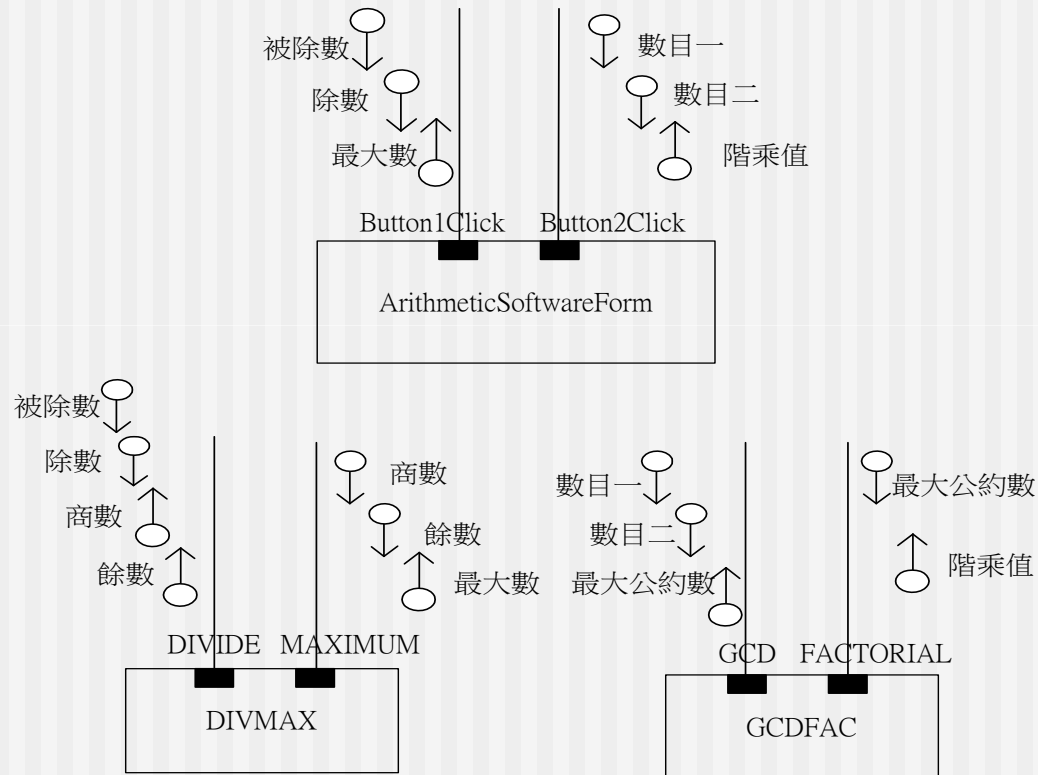 被除數
除數
最大數
數目一
數目二
階乘值
Button1Click
Button2Click
ArithmeticSoftwareForm
被除數
除數
商數
餘數
商數
餘數
最大數
DIVIDE
MAXIMUM
DIVMAX
數目一
數目二
最大公約數
最大公約數
階乘值
GCD
FACTORIAL
GCDFAC